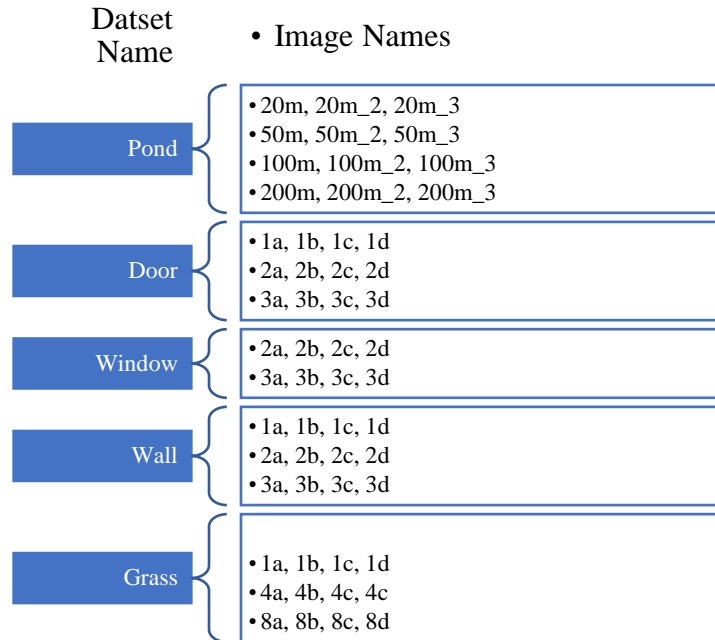 Datset
Name
• Image Names
Pond
•20m, 20m_2, 20m_3
•50m, 50m_2, 50m_3
•100m, 100m_2, 100m_3
•200m, 200m_2, 200m_3
Door
•1a, 1b, 1c, 1d
•2a, 2b, 2c, 2d
•3a, 3b, 3c, 3d
Window
•2a, 2b, 2c, 2d
•3a, 3b, 3c, 3d
Wall
•1a, 1b, 1c, 1d
•2a, 2b, 2c, 2d
•3a, 3b, 3c, 3d
Grass
•1a, 1b, 1c, 1d
•4a, 4b, 4c, 4c
•8a, 8b, 8c, 8d